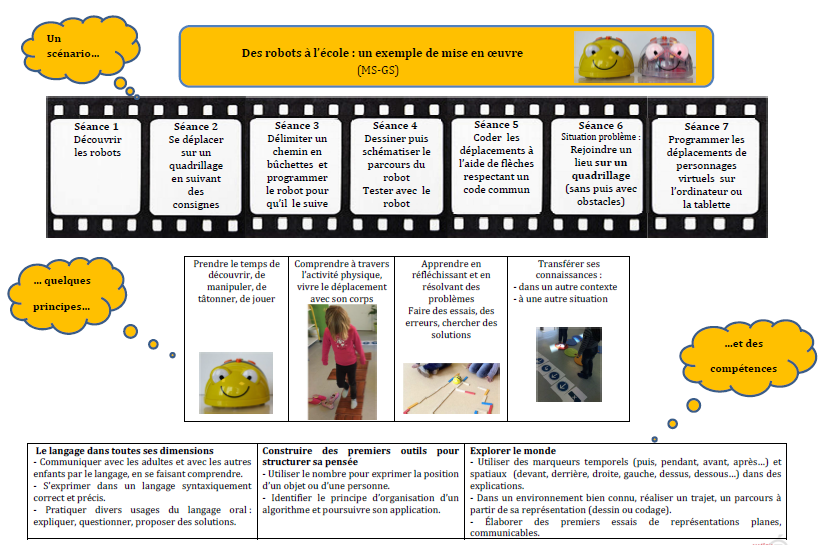 Un
scénario...
Des robots à l'école : un exemple de mise en œuvre
(MS-GS)
Séance 1
Découvrir
les robots
Séance 2
Se déplacer
sur un
quadrillage
en suivant
des
consignes
Séance 3
Délimiter un
chemin en
bûchettes et
programmer
le robot pour
qu'il le suive
Séance 4
Dessiner puis
schématiser le
parcours du
robot
Tester avec le
robot
Séance 5
Coder les
déplacements à
l'aide de flèches
respectant un
code commun
Séance 6
Situation problème :
Rejoindre un
lieu sur un
quadrillage
(sans puis avec
obstacles)
Séance 7
Programmer les
déplacements de
personnages
virtuels sur
l'ordinateur ou
la tablette
... quelques
principes...
Prendre le temps de
découvrir, de
manipuler, de
tâtonner, de jouer
Comprendre à travers
l'activité physique,
vivre le déplacement
avec son corps
Apprendre en
réfléchissant et en
résolvant des
problèmes
Faire des essais, des
erreurs, chercher des
solutions
Transférer ses
connaissances :
- dans un autre contexte
- à une autre situation
...et des
compétences
Le langage dans toutes ses dimensions
- Communiquer avec les adultes et avec les autres
enfants par le langage, en se faisant comprendre.
- S'exprimer dans un langage syntaxiquement
correct et précis.
- Pratiquer divers usages du langage oral :
expliquer, questionner, proposer des solutions.
Construire des premiers outils pour
structurer sa pensée
- Utiliser le nombre pour exprimer la position
d'un objet ou d'une personne.
- Identifier le principe d'organisation d'un
algorithme et poursuivre son application.
Explorer le monde
- Utiliser des marqueurs temporels (puis, pendant, avant, après...) et
spatiaux (devant, derrière, droite, gauche, dessus, dessous...) dans des
explications.
- Dans un environnement bien connu, réaliser un trajet, un parcours à
partir de sa représentation (dessin ou codage).
- Élaborer des premiers essais de représentations planes,
communicables.